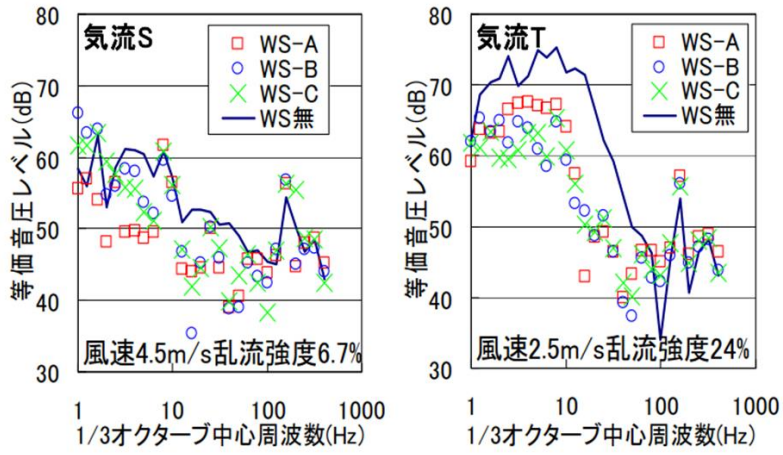 気流S
WS-A
WS-B
WS-C
WS無
等価音圧レベル(dB)
80
70
60
50
40
30
風速4.5m/s乱流強度6.7%
1
10
100
1000
1/3オクターブ中心周波数(Hz)
気流T
WS-A
WS-B
WS-C
WS無
等価音圧レベル(dB)
80
70
60
50
40
30
風速2.5m/s乱流強度24%
1
10
100
1000
1/3オクターブ中心周波数(Hz)